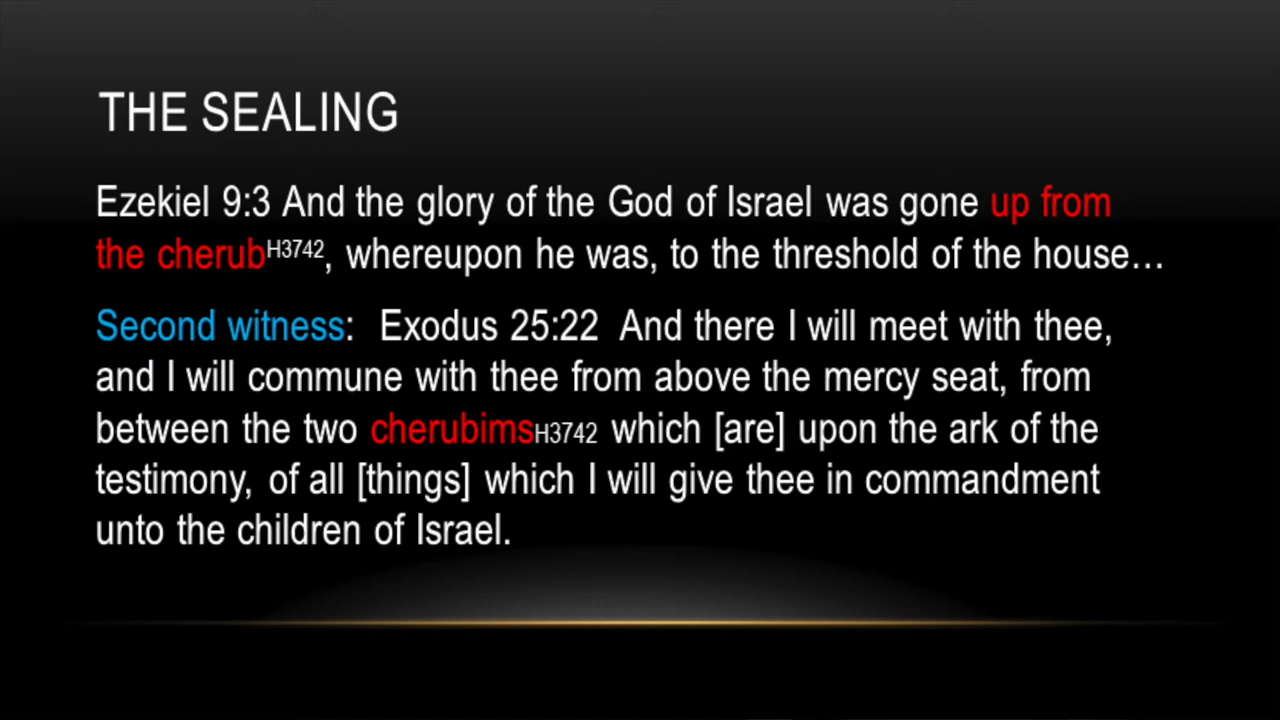 THE SEALING
Ezekiel 9:3 And the glory of the God of Israel was gone up from
the cherubH3742, whereupon he was, to the threshold of the house…
Second witness:  Exodus 25:22  And there I will meet with thee,
and I will commune with thee from above the mercy seat, from
between the two cherubimsH3742 which [are] upon the ark of the
testimony, of all [things] which I will give thee in commandment
unto the children of Israel.